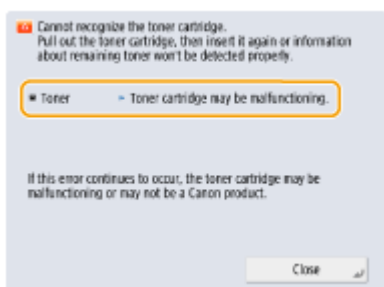 Cannot recognize the toner cartridge.
Pull out the toner cartridge, then insert it again or information
about remaining toner won't be detected properly.
Toner
Toner cartridge may be malfunctioning.
If this error continues to occur, the toner cartridge may be
malfunctioning or may not be a Canon product.
Close